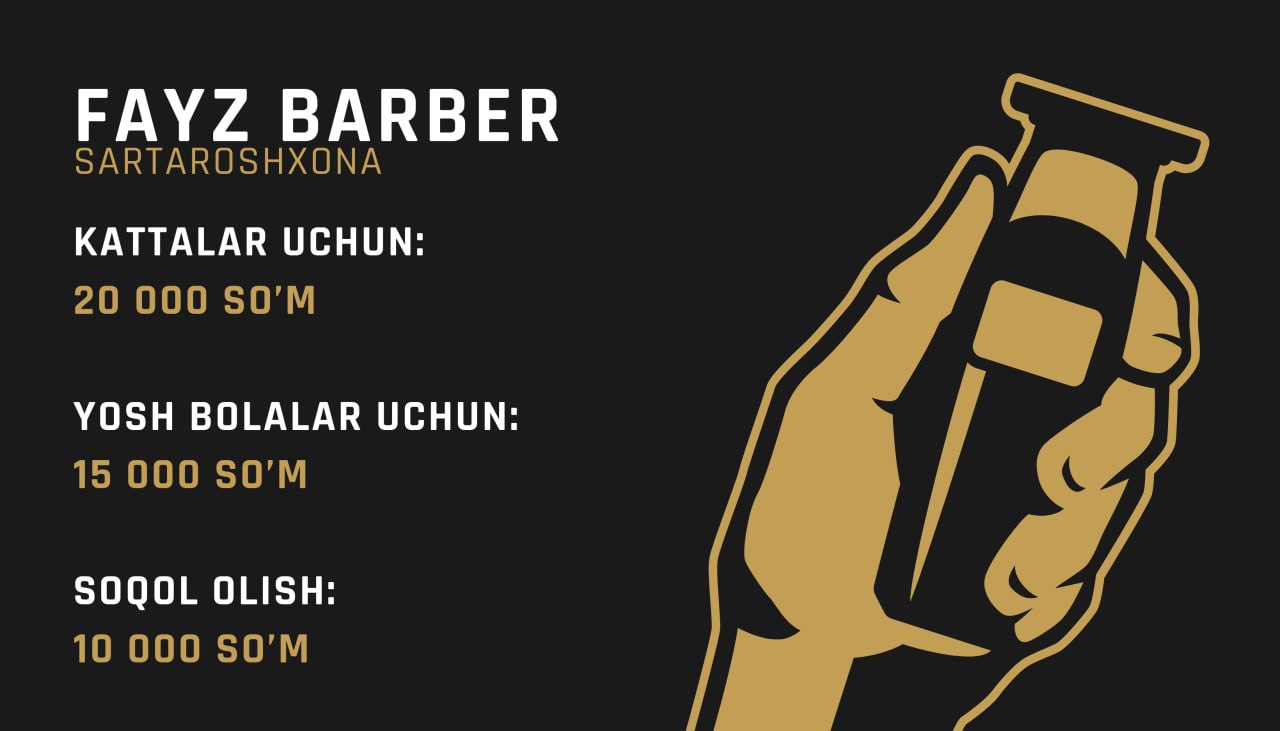 FAYZ BARBER
SARTAROSHXONA
KATTALAR UCHUN:
20 000 SO'M
YOSH BOLALAR UCHUN:
15 000 SO'M
SOQOL OLISH:
10 000 SO'M